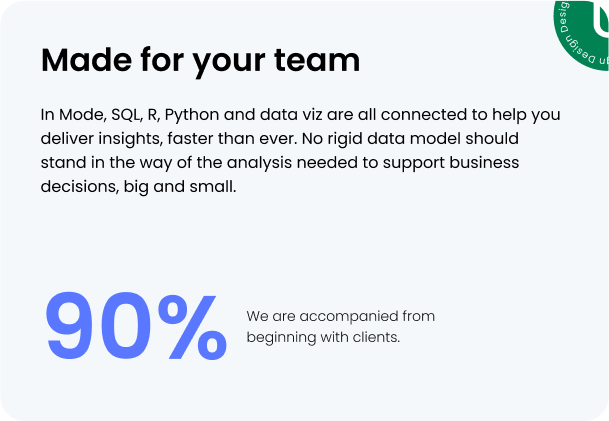 Made for your team
In Mode, SQL, R, Python and data viz are all connected to help you
deliver insights, faster than ever. No rigid data model should
stand in the way of the analysis needed to support business
decisions, big and small.
90%
We are accompanied from
beginning with clients.
Design Design